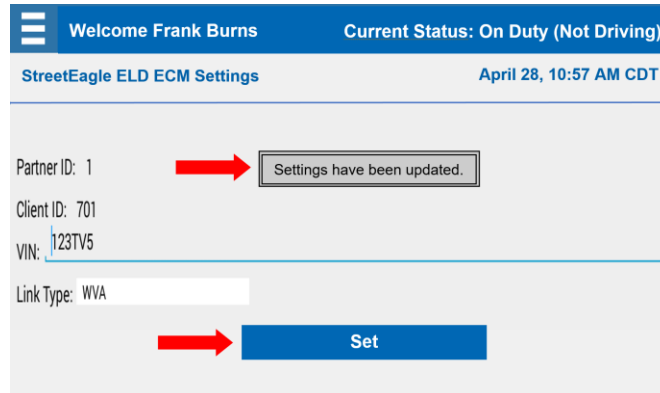 Welcome Frank Burns
Current Status: On Duty (Not Driving)
StreetEagle ELD ECM Settings
April 28, 10:57 AM CDT
Partner ID: 1
Settings have been updated.
Client ID: 701
VIN: 123TV5
Link Type: WVA
Set